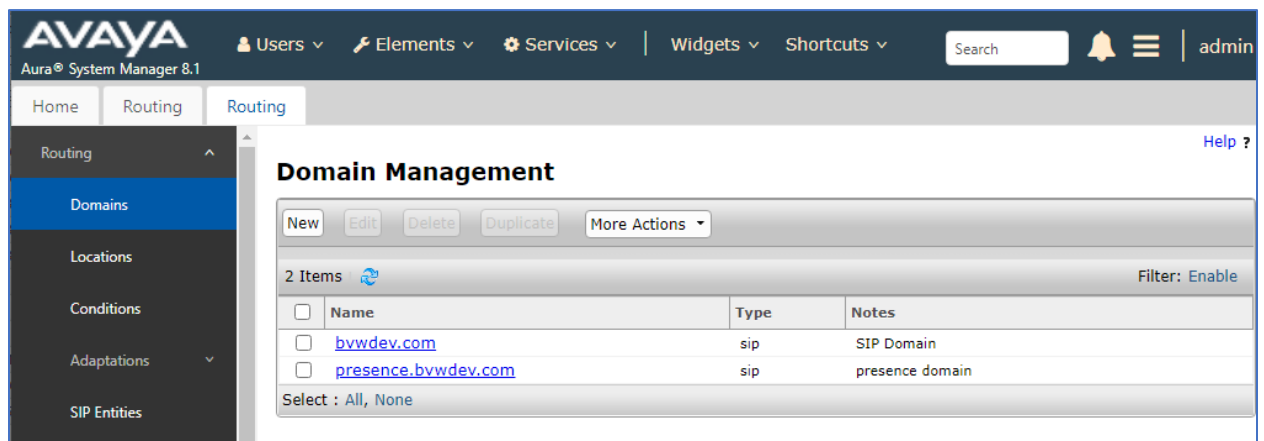 AVAYA
Aura® System Manager 8.1
Users Elements Services Widgets Shortcuts Search admin
Home Routing Routing
Help ?
Routing
Domains
Locations
Conditions
Adaptations
SIP Entities
Domain Management
New Edit Delete Duplicate More Actions
2 Items Filter: Enable
Name Type Notes
bvwdev.com sip SIP Domain
presence.bvwdev.com sip presence domain
Select : All, None